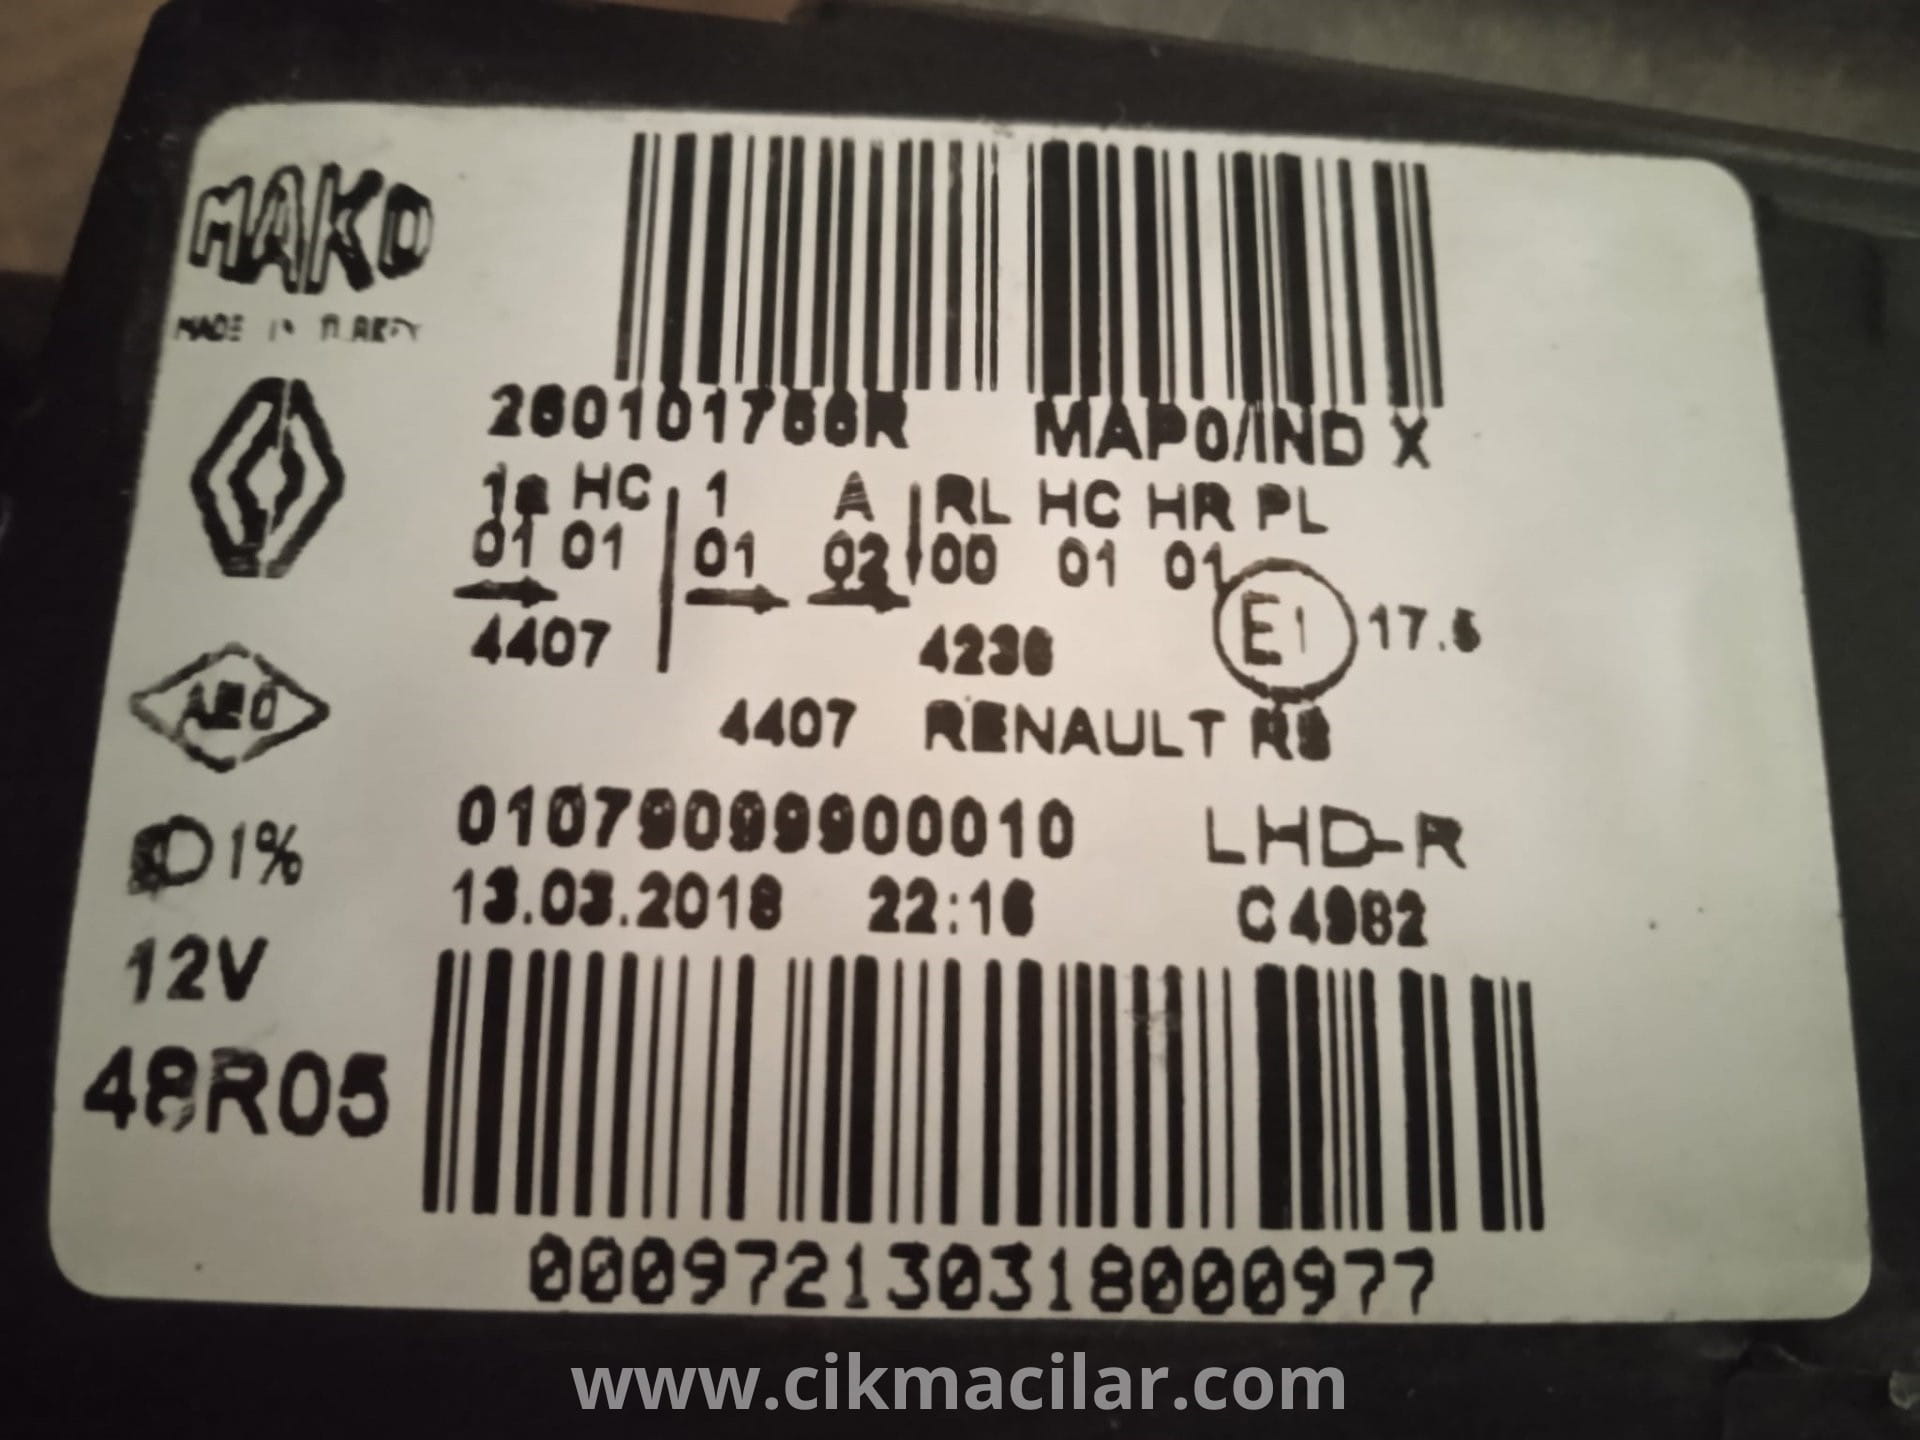 MAKO
MADE IN TURKEY
260101766R MAP0/IND X
1a HC 1 A RL HC HR PL
01 01 01 02 00 01 01
E1 17.5
4407 4236
4407 RENAULT
01079099900010 LHD-R
1% 13.03.2018 22:16 C4982
12V
48R05
000972130318000977
www.cikmacilar.com